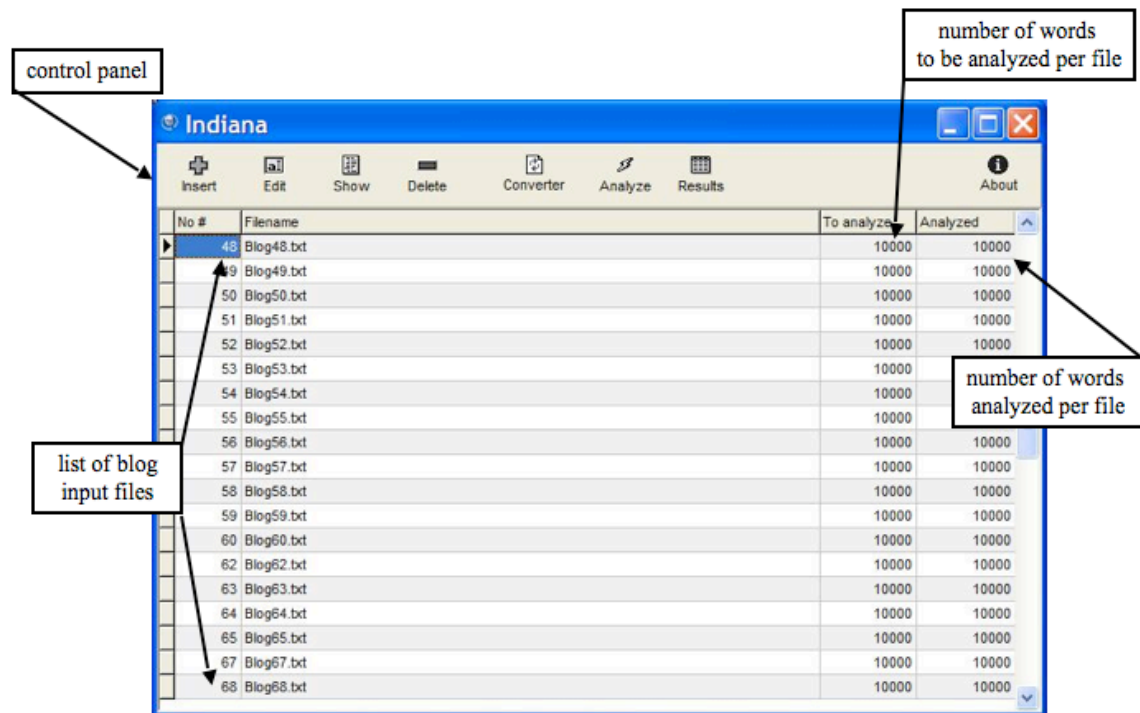 number of words
to be analyzed per file
control panel
Indiana
Insert Edit Show Delete Converter Analyze Results About
No # Filename To analyze Analyzed
48 Blog48.txt 10000 10000
49 Blog49.txt 10000 10000
50 Blog50.txt 10000 10000
51 Blog51.txt 10000 10000
52 Blog52.txt 10000 10000
53 Blog53.txt 10000
54 Blog54.txt 10000
55 Blog55.txt 10000
number of words
analyzed per file
56 Blog56.txt 10000 10000
57 Blog57.txt 10000 10000
58 Blog58.txt 10000 10000
list of blog
input files
59 Blog59.txt 10000 10000
60 Blog60.txt 10000 10000
62 Blog62.txt 10000 10000
63 Blog63.txt 10000 10000
64 Blog64.txt 10000 10000
65 Blog65.txt 10000 10000
67 Blog67.txt 10000 10000
68 Blog68.txt 10000 10000